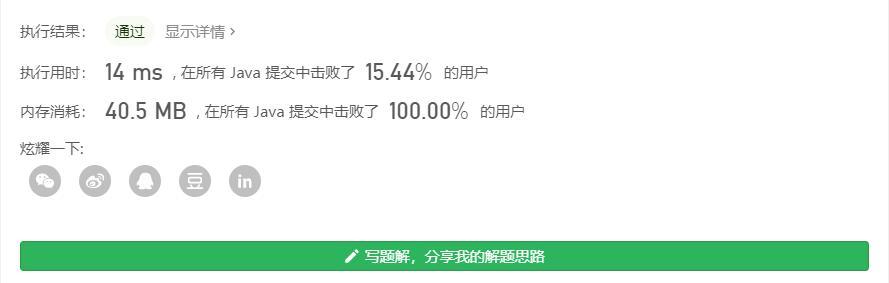 执行结果： 通过 显示详情 ›
执行用时： 14 ms ，在所有 Java 提交中击败了 15.44% 的用户
内存消耗： 40.5 MB ，在所有 Java 提交中击败了 100.00% 的用户
炫耀一下:
豆 in
写题解，分享我的解题思路